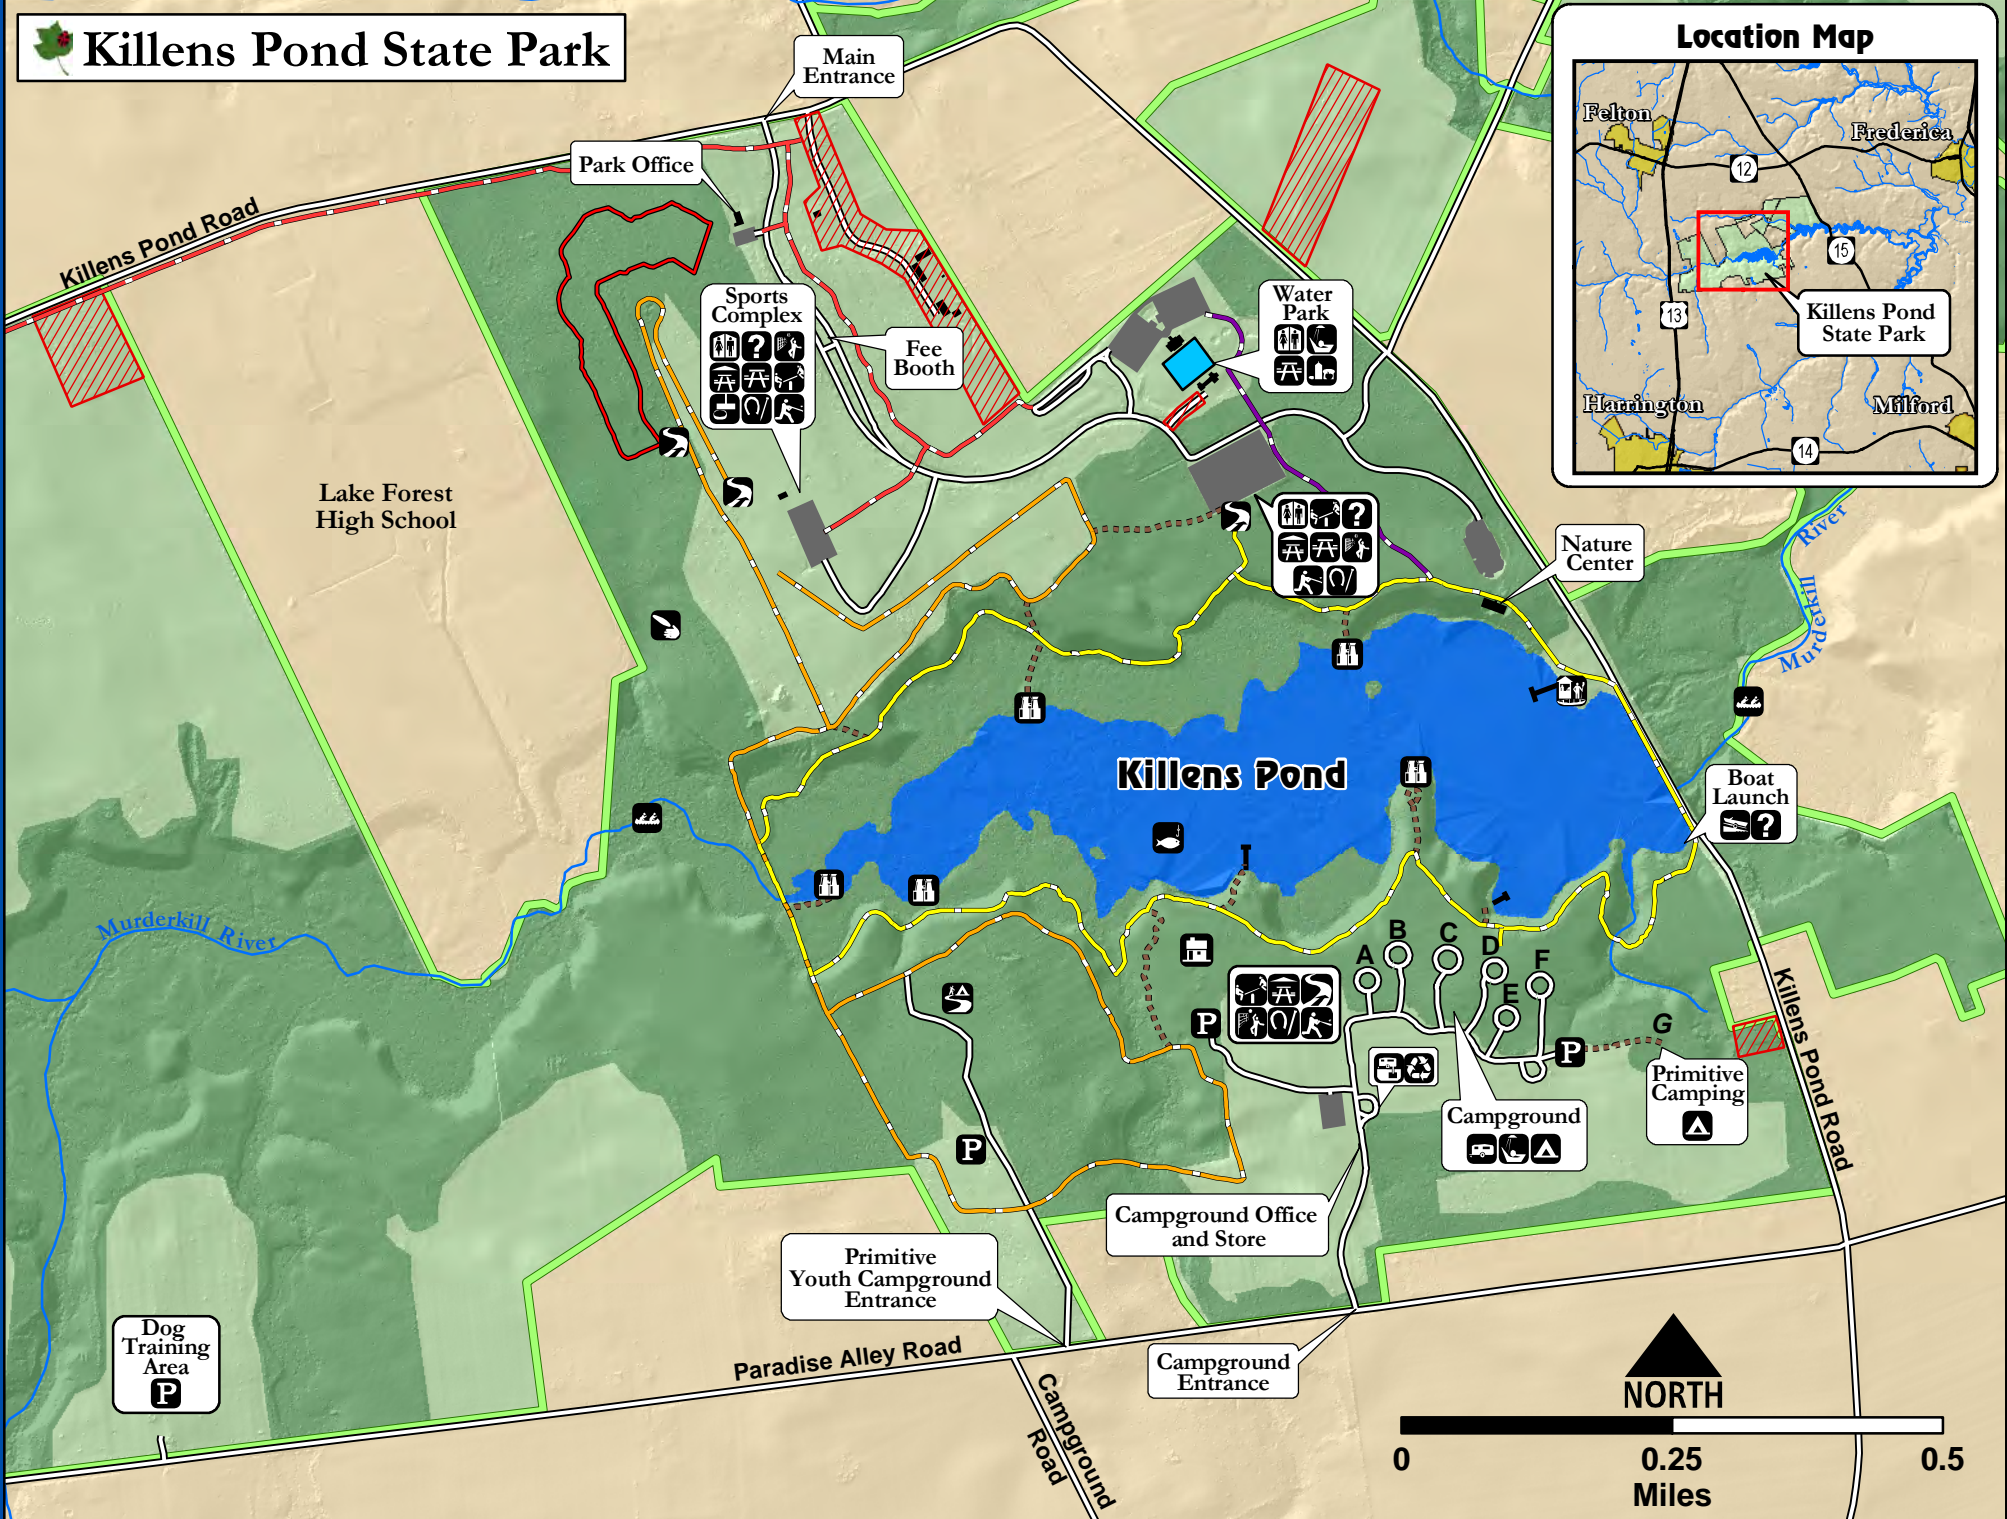 Killens Pond State Park
Main
Entrance
Location Map
Felton
Frederica
12
15
13
Killens Pond
State Park
Harrington
Milford
14
Park Office
Killens Pond Road
Sports
Complex
?
Fee
Booth
Water
Park
Lake Forest
High School
?
Nature
Center
River
Murderkill
Killens Pond
Boat
Launch
?
Murderkill River
A
B
C
D
E
F
G
P
P
Killens Pond Road
Primitive
Camping
Campground
P
Campground Office
and Store
Primitive
Youth Campground
Entrance
Dog
Training
Area
P
Paradise Alley Road
Campground
Entrance
Campground
Road
NORTH
0
0.25
0.5
Miles